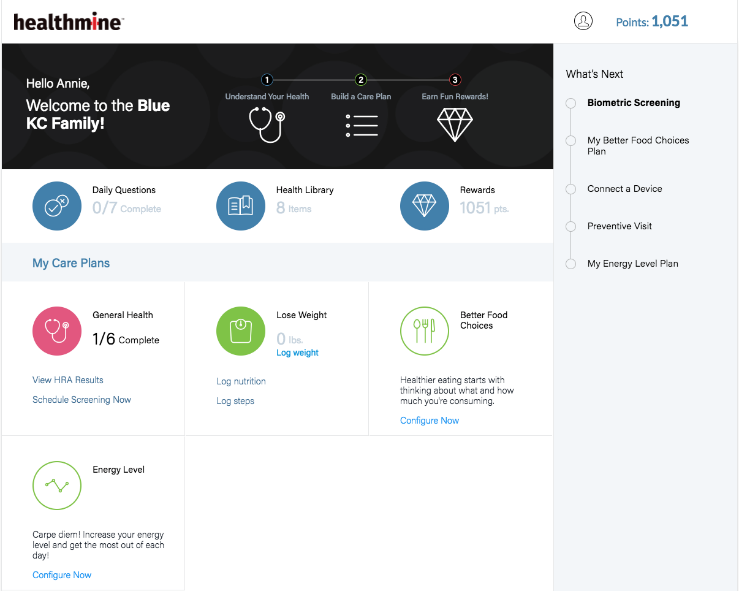 healthmine
Points: 1,051
Hello Annie,
Welcome to the Blue
KC Family!
1
2
3
Understand Your Health
Build a Care Plan
Earn Fun Rewards!
What's Next
Biometric Screening
My Better Food Choices
Plan
Connect a Device
Preventive Visit
My Energy Level Plan
Daily Questions
0/7 Complete
Health Library
8 Items
Rewards
1051 pts.
My Care Plans
General Health
1/6 Complete
View HRA Results
Schedule Screening Now
Lose Weight
0 lbs.
Log weight
Log nutrition
Log steps
Better Food
Choices
Healthier eating starts with
thinking about what and how
much you're consuming.
Configure Now
Energy Level
Carpe diem! Increase your energy
level and get the most out of each
day!
Configure Now